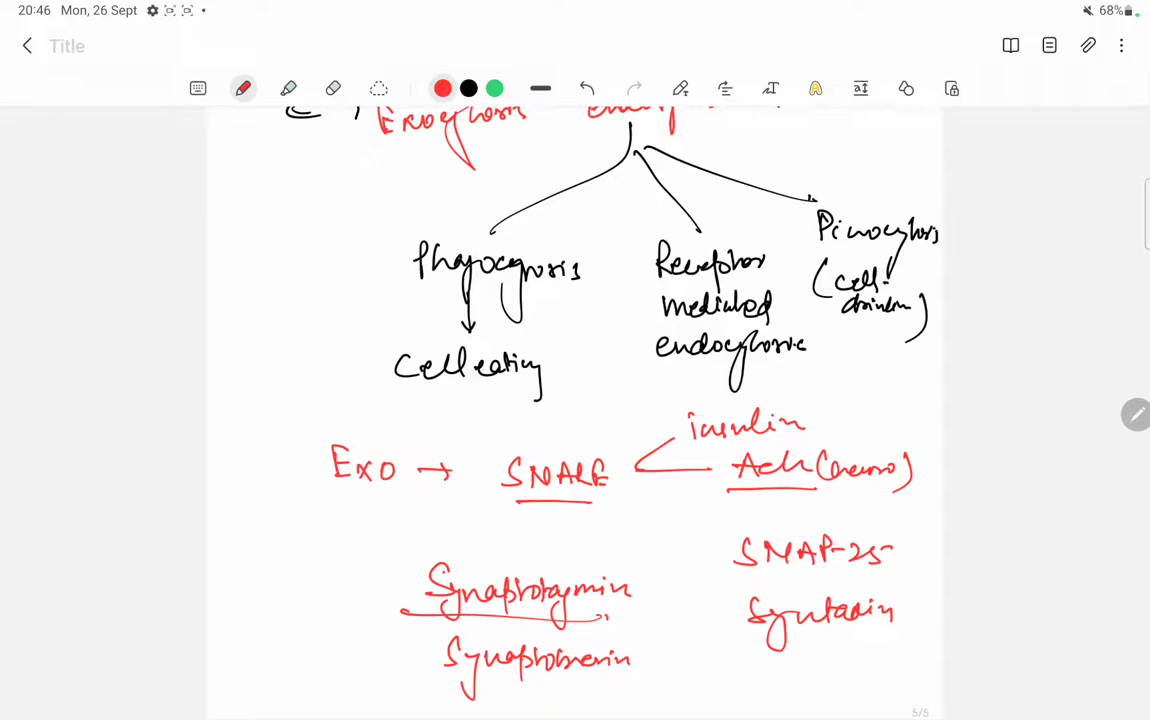 20:46 Mon, 26 Sept
68%
Title
Exocytosis
Phagocytosis
Receptor
mediated
endocytosis
Pinocytosis
(cell-
drinkin)
Cell eating
Exo → SNARE
insulin
Ach (neuro)
SNAP-25
Syntaxin
Synaptotagmin
Synaptobrevin
5/5